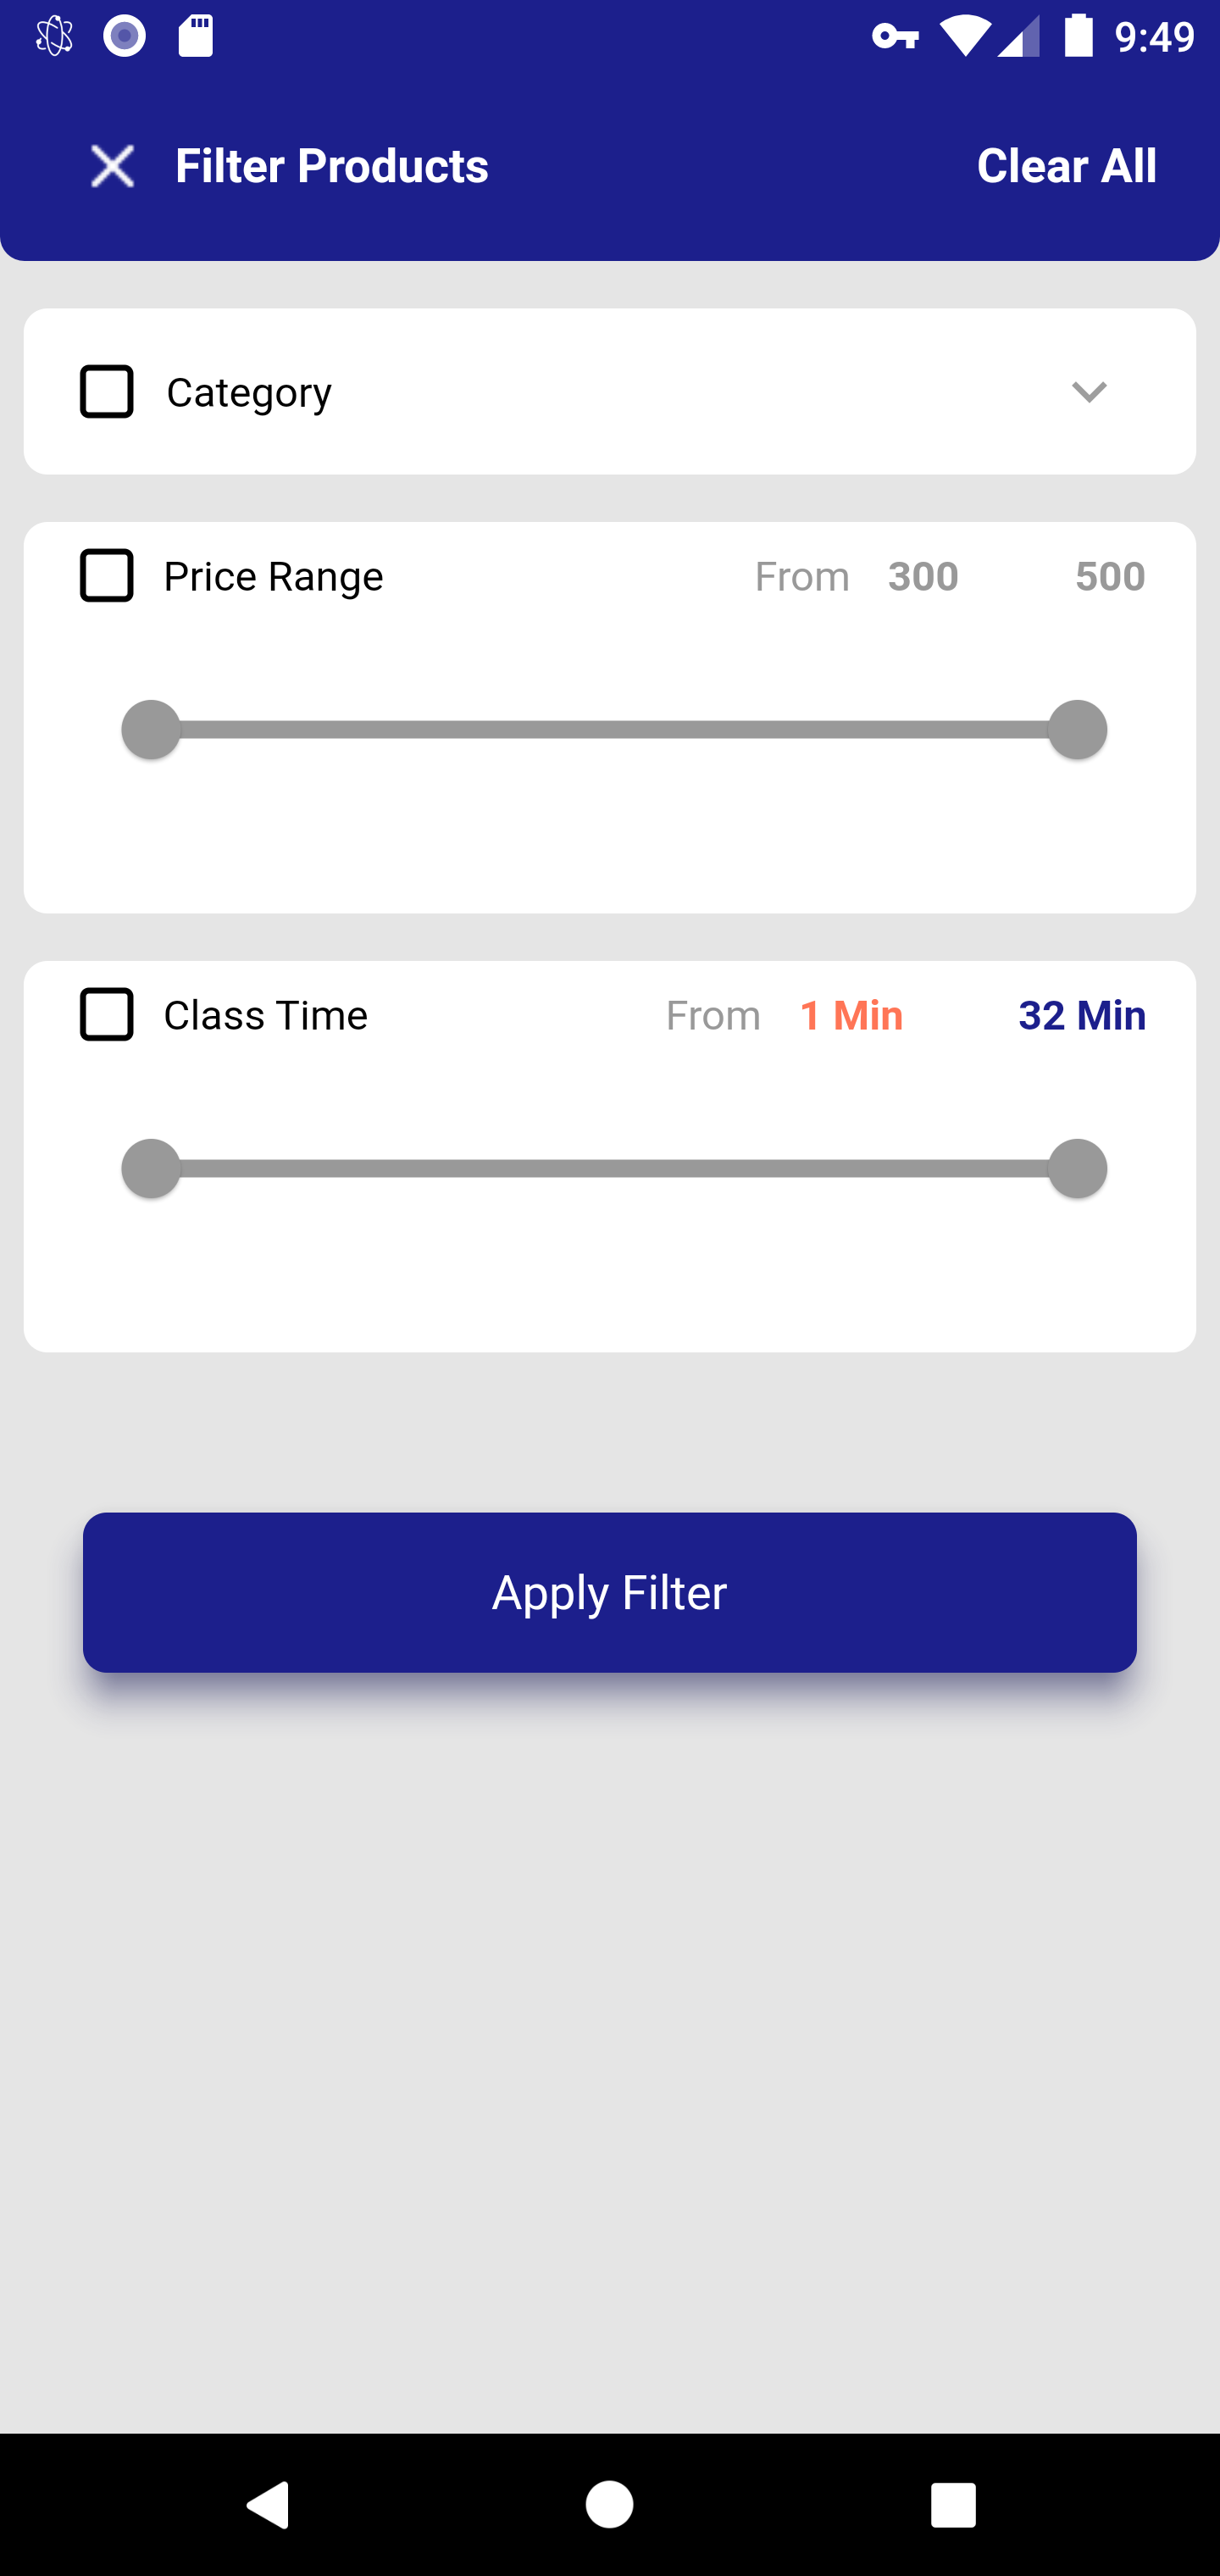 9:49
Filter Products Clear All
Category
Price Range From 300 500
Class Time From 1 Min 32 Min
Apply Filter